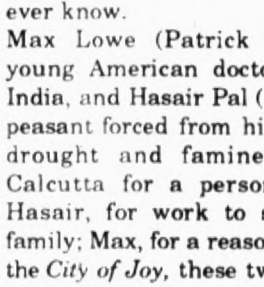 ever know.
Max Lowe (Patrick
young American docto
India, and Hasair Pal (
peasant forced from hi
drought and famine
Calcutta for a person
Hasair, for work to s
family; Max, for a reaso
the City of Joy, these tw